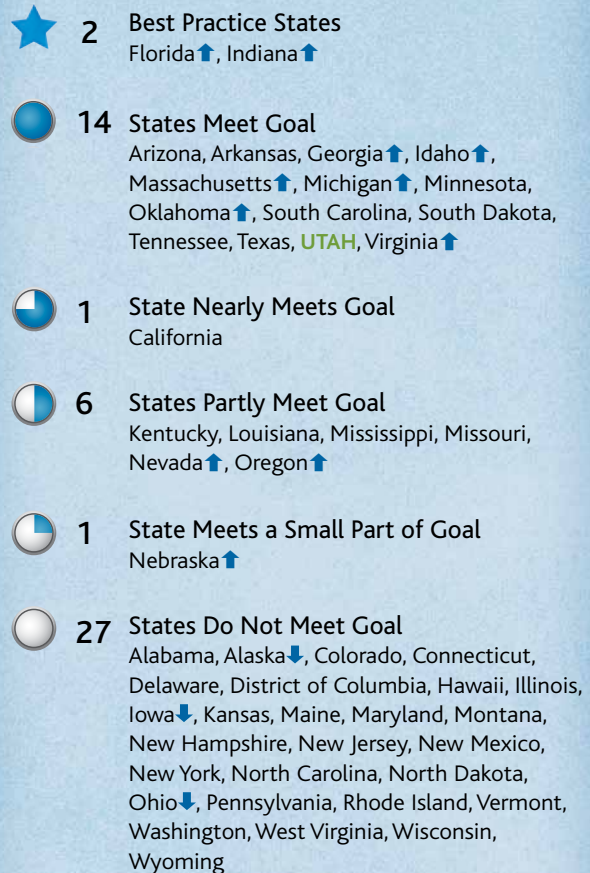 2 Best Practice States
Florida⬆, Indiana⬆
14 States Meet Goal
Arizona, Arkansas, Georgia⬆, Idaho⬆,
Massachusetts⬆, Michigan⬆, Minnesota,
Oklahoma⬆, South Carolina, South Dakota,
Tennessee, Texas, UTAH, Virginia⬆
1 State Nearly Meets Goal
California
6 States Partly Meet Goal
Kentucky, Louisiana, Mississippi, Missouri,
Nevada⬆, Oregon⬆
1 State Meets a Small Part of Goal
Nebraska⬆
27 States Do Not Meet Goal
Alabama, Alaska⬇, Colorado, Connecticut,
Delaware, District of Columbia, Hawaii, Illinois,
Iowa⬇, Kansas, Maine, Maryland, Montana,
New Hampshire, New Jersey, New Mexico,
New York, North Carolina, North Dakota,
Ohio⬇, Pennsylvania, Rhode Island, Vermont,
Washington, West Virginia, Wisconsin,
Wyoming